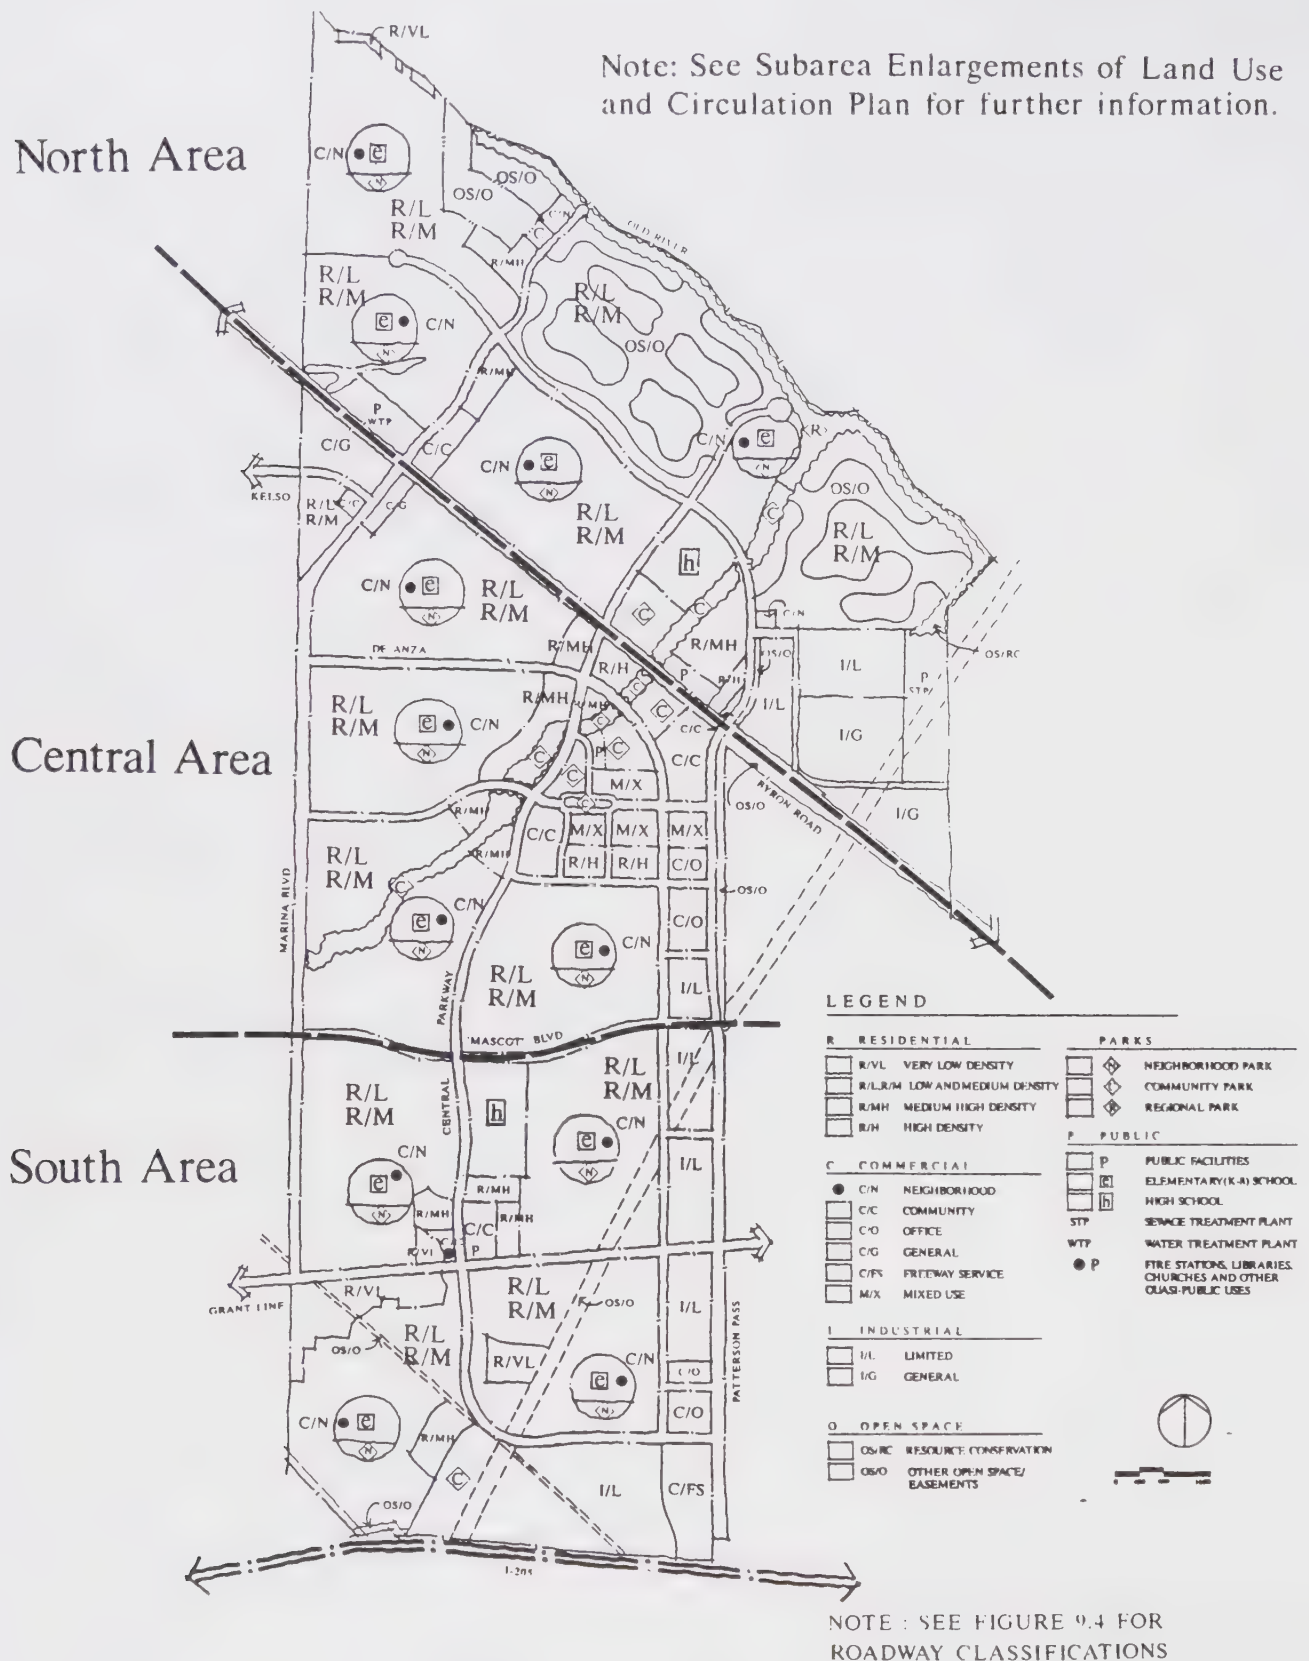 R/VL
Note: See Subarea Enlargements of Land Use
and Circulation Plan for further information.
North Area
C/N e
N
OS/O
OS/O
R/L
R/M
C/N
C
OLD RIVER
R/MH
R/L
R/M
R/L
R/M
e C/N
N
OS/O
R/MH
P
WTP
C/G
C/C
C/N e
N
C/N e
N
R
KELSO
R/L
R/M
C/C
C/G
OS/O
C
R/L
R/M
R/L
R/M
h
C/N e
N
R/L
R/M
C
C
C/N
DE ANZA
R/MH
R/MH
R/H
P
R/H
OS/O
I/L
OS/RC
P
STP
I/L
R/MH
C
C
R/L
R/M
e C/N
N
C/C
I/G
Central Area
C
C
P
C
C
C/C
M/X
OS/O
BYRON ROAD
I/G
R/MH
C
C/C
M/X
M/X
M/X
R/MH
R/H
R/H
C/O
R/L
R/M
C
OS/O
MARINA BLVD
e C/N
N
C/O
e C/N
N
R/L
R/M
I/L
PARKWAY
MASCOT BLVD
I/L
R/L
R/M
R/L
R/M
CENTRAL
h
C/N
e
N
I/L
South Area
C/N
e
N
R/MH
R/MH
C/C
R/MH
P
GRANT LINE
R/VL
R/L
R/M
OS/O
I/L
OS/O
R/L
R/M
R/VL
C/N
e
N
C/O
C/O
PATTERSON PASS
C/N e
N
R/MH
C
I/L
C/FS
OS/O
I-205
LEGEND
R RESIDENTIAL
R/VL VERY LOW DENSITY
R/L,R/M LOW AND MEDIUM DENSITY
R/MH MEDIUM HIGH DENSITY
R/H HIGH DENSITY
C COMMERCIAL
C/N NEIGHBORHOOD
C/C COMMUNITY
C/O OFFICE
C/G GENERAL
C/FS FREEWAY SERVICE
M/X MIXED USE
I INDUSTRIAL
I/L LIMITED
I/G GENERAL
O OPEN SPACE
OS/RC RESOURCE CONSERVATION
OS/O OTHER OPEN SPACE/
EASEMENTS
PARKS
N NEIGHBORHOOD PARK
C COMMUNITY PARK
R REGIONAL PARK
P PUBLIC
P PUBLIC FACILITIES
e ELEMENTARY (K-8) SCHOOL
h HIGH SCHOOL
STP SEWAGE TREATMENT PLANT
WTP WATER TREATMENT PLANT
P FIRE STATIONS, LIBRARIES,
CHURCHES AND OTHER
QUASI-PUBLIC USES
NOTE : SEE FIGURE 9.4 FOR
ROADWAY CLASSIFICATIONS